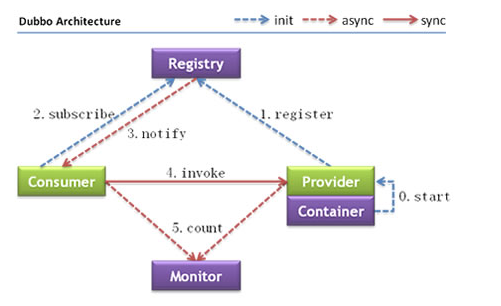 Dubbo Architecture
init
async
sync
Registry
2. subscribe
1. register
3. notify
4. invoke
Consumer
Provider
0. start
Container
5. count
Monitor